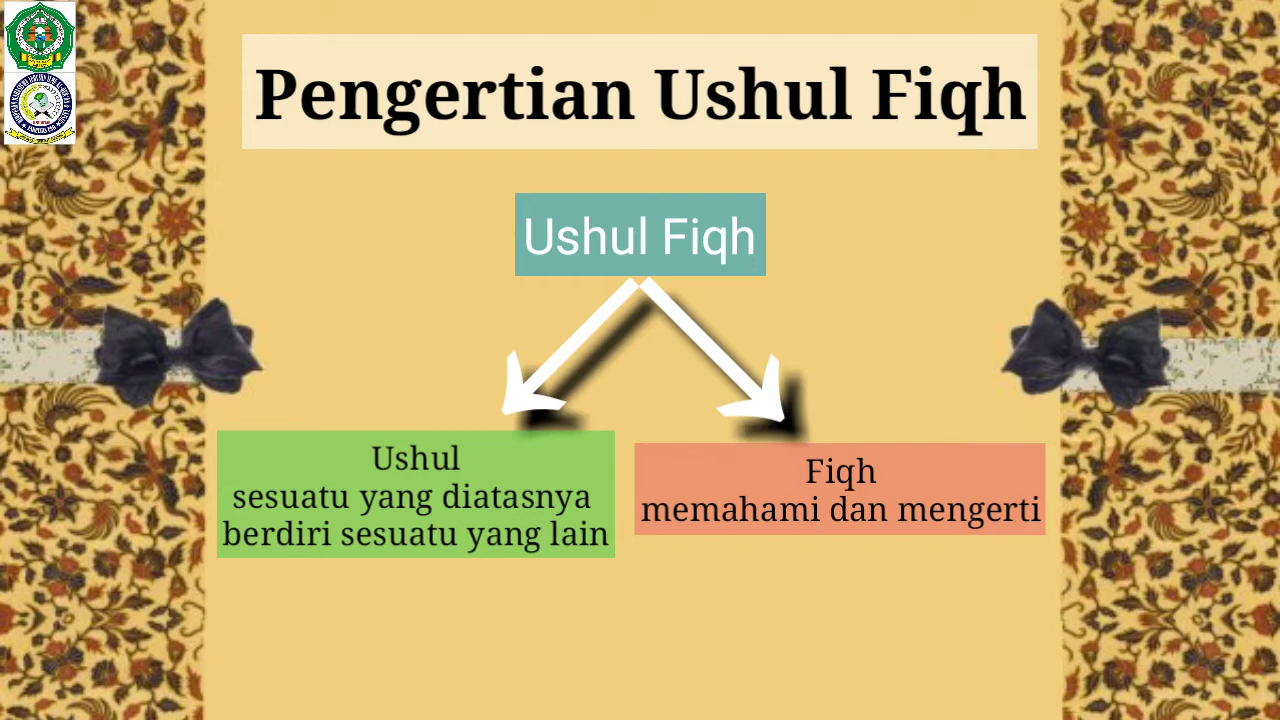 Pengertian Ushul Fiqh
Ushul Fiqh
Ushul
sesuatu yang diatasnya
berdiri sesuatu yang lain
Fiqh
memahami dan mengerti